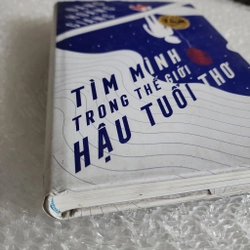 TÌM MÌNH
TRONG THẾ GIỚI
HẬU TUỔI THƠ